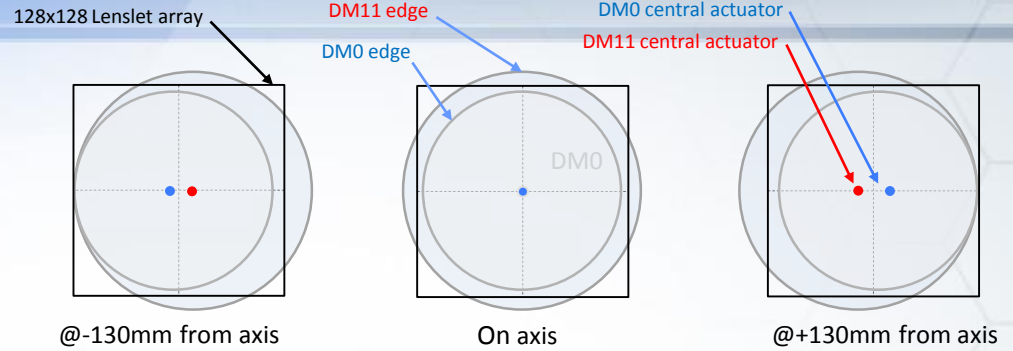 128x128 Lenslet array
DM11 edge
DM0 edge
DM0 central actuator
DM11 central actuator
DM0
@-130mm from axis
On axis
@+130mm from axis